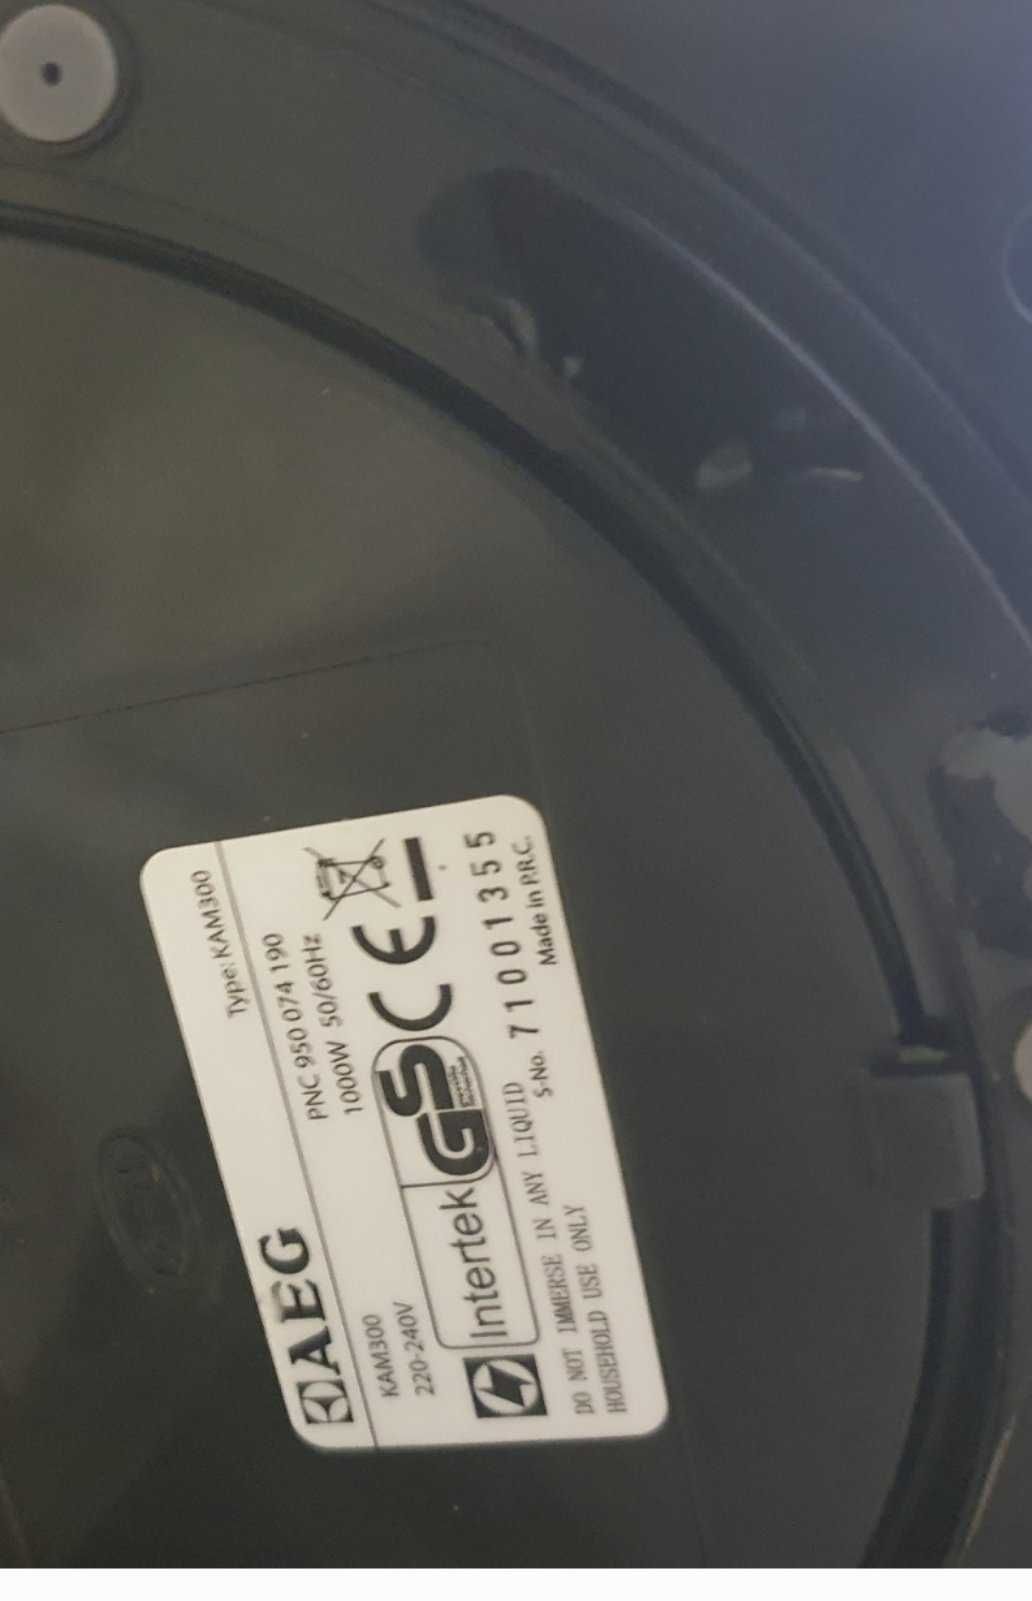 AEG
Type: KAM300
KAM300
PNC 950 074 190
220-240V
1000W 50/60Hz
Intertek
GS
CE
DO NOT IMMERSE IN ANY LIQUID
HOUSEHOLD USE ONLY
S-No. 71001355
Made in P.R.C.